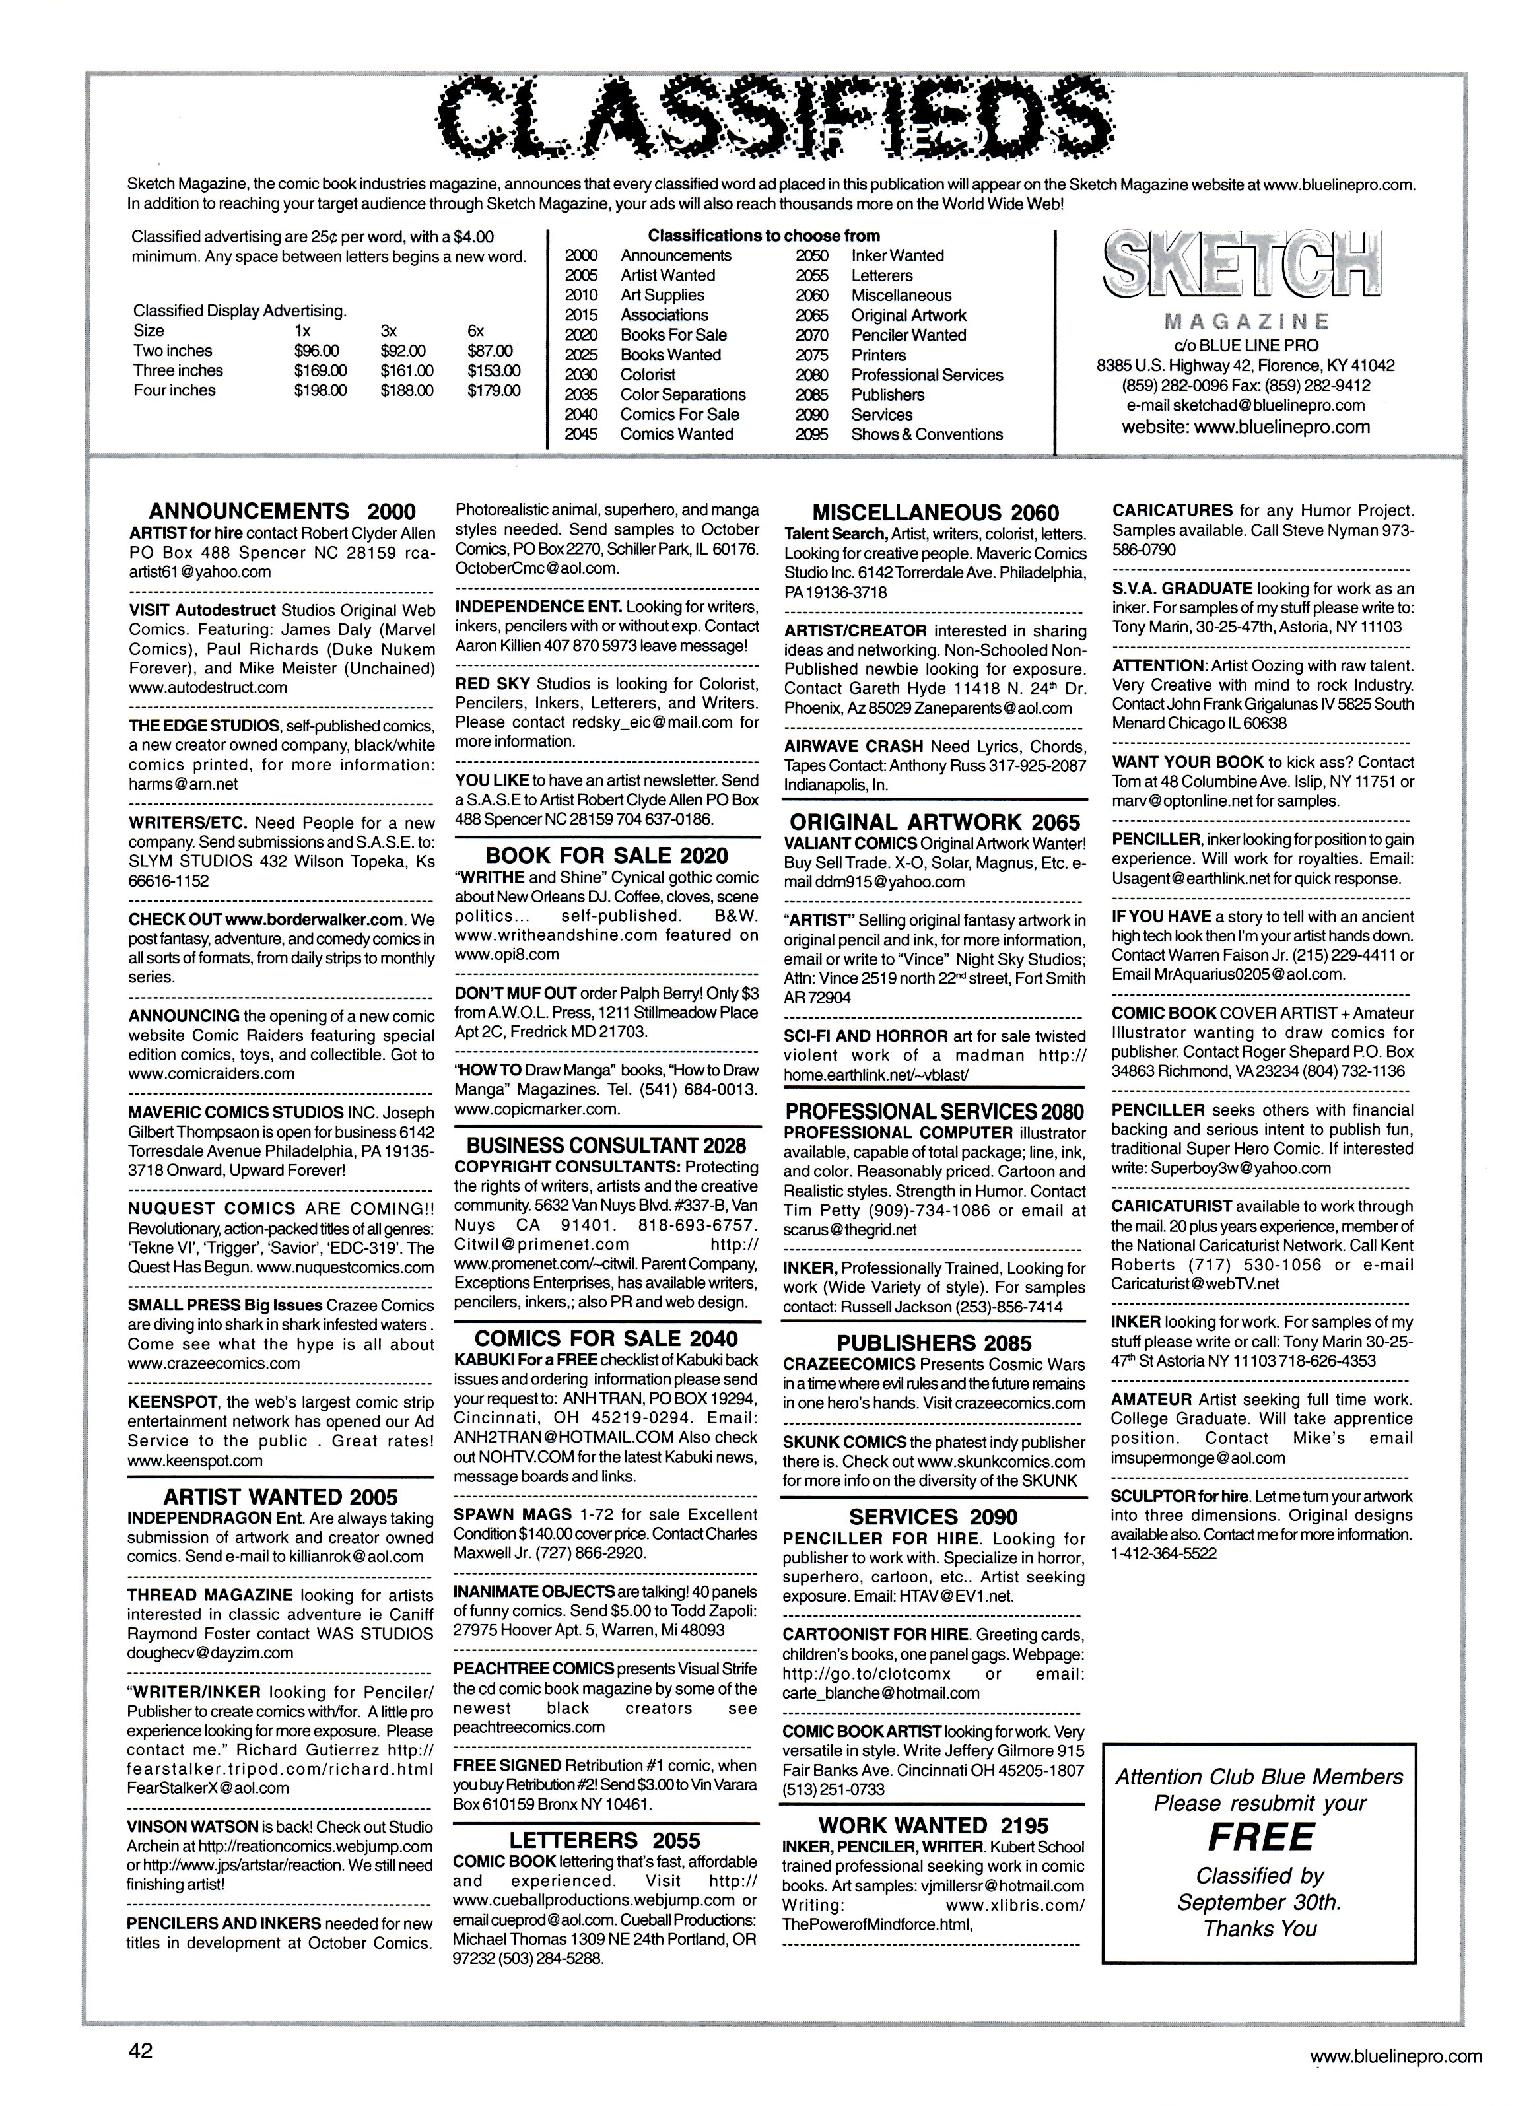 CLASSIFIEDS
Sketch Magazine, the comic book industries magazine, announces that every classified word ad placed in this publication will appear on the Sketch Magazine website at www.bluelinepro.com.
In addition to reaching your target audience through Sketch Magazine, your ads will also reach thousands more on the World Wide Web!
Classified advertising are 25¢ per word, with a $4.00
minimum. Any space between letters begins a new word.
Classified Display Advertising.
Size 1x 3x 6x
Two inches $96.00 $92.00 $87.00
Three inches $169.00 $161.00 $153.00
Four inches $198.00 $188.00 $179.00
Classifications to choose from
2000 Announcements 2050 Inker Wanted
2005 Artist Wanted 2055 Letterers
2010 Art Supplies 2060 Miscellaneous
2015 Associations 2065 Original Artwork
2020 Books For Sale 2070 Penciler Wanted
2025 Books Wanted 2075 Printers
2030 Colorist 2080 Professional Services
2035 Color Separations 2085 Publishers
2040 Comics For Sale 2090 Services
2045 Comics Wanted 2095 Shows & Conventions
SKETCH
MAGAZINE
c/o BLUE LINE PRO
8385 U.S. Highway 42, Florence, KY 41042
(859) 282-0096 Fax: (859) 282-9412
e-mail sketchad@bluelinepro.com
website: www.bluelinepro.com
ANNOUNCEMENTS 2000
ARTIST for hire contact Robert Clyder Allen
PO Box 488 Spencer NC 28159 rca-
artist61@yahoo.com
VISIT Autodestruct Studios Original Web
Comics. Featuring: James Daly (Marvel
Comics), Paul Richards (Duke Nukem
Forever), and Mike Meister (Unchained)
www.autodestruct.com
THE EDGE STUDIOS, self-published comics,
a new creator owned company, black/white
comics printed, for more information:
harms@arn.net
WRITERS/ETC. Need People for a new
company. Send submissions and S.A.S.E. to:
SLYM STUDIOS 432 Wilson Topeka, Ks
66616-1152
CHECK OUT www.borderwalker.com. We
post fantasy, adventure, and comedy comics in
all sorts of formats, from daily strips to monthly
series.
ANNOUNCING the opening of a new comic
website Comic Raiders featuring special
edition comics, toys, and collectible. Got to
www.comicraiders.com
MAVERIC COMICS STUDIOS INC. Joseph
Gilbert Thompsaon is open for business 6142
Torresdale Avenue Philadelphia, PA 19135-
3718 Onward, Upward Forever!
NUQUEST COMICS ARE COMING!!
Revolutionary, action-packed titles of all genres:
'Tekne VI', 'Trigger', 'Savior', 'EDC-319'. The
Quest Has Begun. www.nuquestcomics.com
SMALL PRESS Big Issues Crazee Comics
are diving into shark in shark infested waters .
Come see what the hype is all about
www.crazeecomics.com
KEENSPOT, the web's largest comic strip
entertainment network has opened our Ad
Service to the public . Great rates!
www.keenspot.com
ARTIST WANTED 2005
INDEPENDRAGON Ent. Are always taking
submission of artwork and creator owned
comics. Send e-mail to killianrok@aol.com
THREAD MAGAZINE looking for artists
interested in classic adventure ie Caniff
Raymond Foster contact WAS STUDIOS
doughecv@dayzim.com
"WRITER/INKER looking for Penciler/
Publisher to create comics with/for. A little pro
experience looking for more exposure. Please
contact me." Richard Gutierrez http://
fearstalker.tripod.com/richard.html
FearStalkerX@aol.com
VINSON WATSON is back! Check out Studio
Archein at http://reationcomics.webjump.com
or http://www.jps/artstar/reaction. We still need
finishing artist!
PENCILERS AND INKERS needed for new
titles in development at October Comics.
Photorealistic animal, superhero, and manga
styles needed. Send samples to October
Comics, PO Box 2270, Schiller Park, IL 60176.
OctoberCmc@aol.com.
INDEPENDENCE ENT. Looking for writers,
inkers, pencilers with or without exp. Contact
Aaron Killien 407 870 5973 leave message!
RED SKY Studios is looking for Colorist,
Pencilers, Inkers, Letterers, and Writers.
Please contact redsky_eic@mail.com for
more information.
YOU LIKE to have an artist newsletter. Send
a S.A.S.E to Artist Robert Clyde Allen PO Box
488 Spencer NC 28159 704 637-0186.
BOOK FOR SALE 2020
"WRITHE and Shine" Cynical gothic comic
about New Orleans DJ. Coffee, cloves, scene
politics... self-published. B&W.
www.writheandshine.com featured on
www.opi8.com
DON'T MUF OUT order Palph Berry! Only $3
from A.W.O.L. Press, 1211 Stillmeadow Place
Apt 2C, Fredrick MD 21703.
"HOW TO Draw Manga" books, "How to Draw
Manga" Magazines. Tel. (541) 684-0013.
www.copicmarker.com.
BUSINESS CONSULTANT 2028
COPYRIGHT CONSULTANTS: Protecting
the rights of writers, artists and the creative
community. 5632 Van Nuys Blvd. #337-B, Van
Nuys CA 91401. 818-693-6757.
Citwil@primenet.com http://
www.promenet.com/~citwil. Parent Company,
Exceptions Enterprises, has available writers,
pencilers, inkers,; also PR and web design.
COMICS FOR SALE 2040
KABUKI For a FREE checklist of Kabuki back
issues and ordering information please send
your request to: ANH TRAN, PO BOX 19294,
Cincinnati, OH 45219-0294. Email:
ANH2TRAN@HOTMAIL.COM Also check
out NOHTV.COM for the latest Kabuki news,
message boards and links.
SPAWN MAGS 1-72 for sale Excellent
Condition $140.00 cover price. Contact Charles
Maxwell Jr. (727) 866-2920.
INANIMATE OBJECTS are talking! 40 panels
of funny comics. Send $5.00 to Todd Zapoli:
27975 Hoover Apt. 5, Warren, Mi 48093
PEACHTREE COMICS presents Visual Strife
the cd comic book magazine by some of the
newest black creators see
peachtreecomics.com
FREE SIGNED Retribution #1 comic, when
you buy Retribution #2! Send $3.00 to Vin Varara
Box 610159 Bronx NY 10461.
LETTERERS 2055
COMIC BOOK lettering that's fast, affordable
and experienced. Visit http://
www.cueballproductions.webjump.com or
email cueprod@aol.com. Cueball Productions:
Michael Thomas 1309 NE 24th Portland, OR
97232 (503) 284-5288.
MISCELLANEOUS 2060
Talent Search, Artist, writers, colorist, letters.
Looking for creative people. Maveric Comics
Studio Inc. 6142 Torrerdale Ave. Philadelphia,
PA 19136-3718
ARTIST/CREATOR interested in sharing
ideas and networking. Non-Schooled Non-
Published newbie looking for exposure.
Contact Gareth Hyde 11418 N. 24th Dr.
Phoenix, Az 85029 Zaneparents@aol.com
AIRWAVE CRASH Need Lyrics, Chords,
Tapes Contact: Anthony Russ 317-925-2087
Indianapolis, In.
ORIGINAL ARTWORK 2065
VALIANT COMICS Original Artwork Wanter!
Buy Sell Trade. X-O, Solar, Magnus, Etc. e-
mail ddm915@yahoo.com
"ARTIST" Selling original fantasy artwork in
original pencil and ink, for more information,
email or write to "Vince" Night Sky Studios;
Attn: Vince 2519 north 22nd street, Fort Smith
AR 72904
SCI-FI AND HORROR art for sale twisted
violent work of a madman http://
home.earthlink.net/~vblast/
PROFESSIONAL SERVICES 2080
PROFESSIONAL COMPUTER illustrator
available, capable of total package; line, ink,
and color. Reasonably priced. Cartoon and
Realistic styles. Strength in Humor. Contact
Tim Petty (909)-734-1086 or email at
scarus@thegrid.net
INKER, Professionally Trained, Looking for
work (Wide Variety of style). For samples
contact: Russell Jackson (253)-856-7414
PUBLISHERS 2085
CRAZEECOMICS Presents Cosmic Wars
in a time where evil rules and the future remains
in one hero's hands. Visit crazeecomics.com
SKUNK COMICS the phatest indy publisher
there is. Check out www.skunkcomics.com
for more info on the diversity of the SKUNK
SERVICES 2090
PENCILLER FOR HIRE. Looking for
publisher to work with. Specialize in horror,
superhero, cartoon, etc.. Artist seeking
exposure. Email: HTAV@EV1.net.
CARTOONIST FOR HIRE. Greeting cards,
children's books, one panel gags. Webpage:
http://go.to/clotcomx or email:
carte_blanche@hotmail.com
COMIC BOOK ARTIST looking for work. Very
versatile in style. Write Jeffery Gilmore 915
Fair Banks Ave. Cincinnati OH 45205-1807
(513) 251-0733
WORK WANTED 2195
INKER, PENCILER, WRITER. Kubert School
trained professional seeking work in comic
books. Art samples: vjmillersr@hotmail.com
Writing: www.xlibris.com/
ThePowerofMindforce.html,
CARICATURES for any Humor Project.
Samples available. Call Steve Nyman 973-
586-0790
S.V.A. GRADUATE looking for work as an
inker. For samples of my stuff please write to:
Tony Marin, 30-25-47th, Astoria, NY 11103
ATTENTION: Artist Oozing with raw talent.
Very Creative with mind to rock Industry.
Contact John Frank Grigalunas IV 5825 South
Menard Chicago IL 60638
WANT YOUR BOOK to kick ass? Contact
Tom at 48 Columbine Ave. Islip, NY 11751 or
marv@optonline.net for samples.
PENCILLER, inker looking for position to gain
experience. Will work for royalties. Email:
Usagent@earthlink.net for quick response.
IF YOU HAVE a story to tell with an ancient
high tech look then I'm your artist hands down.
Contact Warren Faison Jr. (215) 229-4411 or
Email MrAquarius0205@aol.com.
COMIC BOOK COVER ARTIST + Amateur
Illustrator wanting to draw comics for
publisher. Contact Roger Shepard P.O. Box
34863 Richmond, VA 23234 (804) 732-1136
PENCILLER seeks others with financial
backing and serious intent to publish fun,
traditional Super Hero Comic. If interested
write: Superboy3w@yahoo.com
CARICATURIST available to work through
the mail. 20 plus years experience, member of
the National Caricaturist Network. Call Kent
Roberts (717) 530-1056 or e-mail
Caricaturist@webTV.net
INKER looking for work. For samples of my
stuff please write or call: Tony Marin 30-25-
47th St Astoria NY 11103 718-626-4353
AMATEUR Artist seeking full time work.
College Graduate. Will take apprentice
position. Contact Mike's email
imsupermonge@aol.com
SCULPTOR for hire. Let me turn your artwork
into three dimensions. Original designs
available also. Contact me for more information.
1-412-364-5522
Attention Club Blue Members
Please resubmit your
FREE
Classified by
September 30th.
Thanks You
42
www.bluelinepro.com